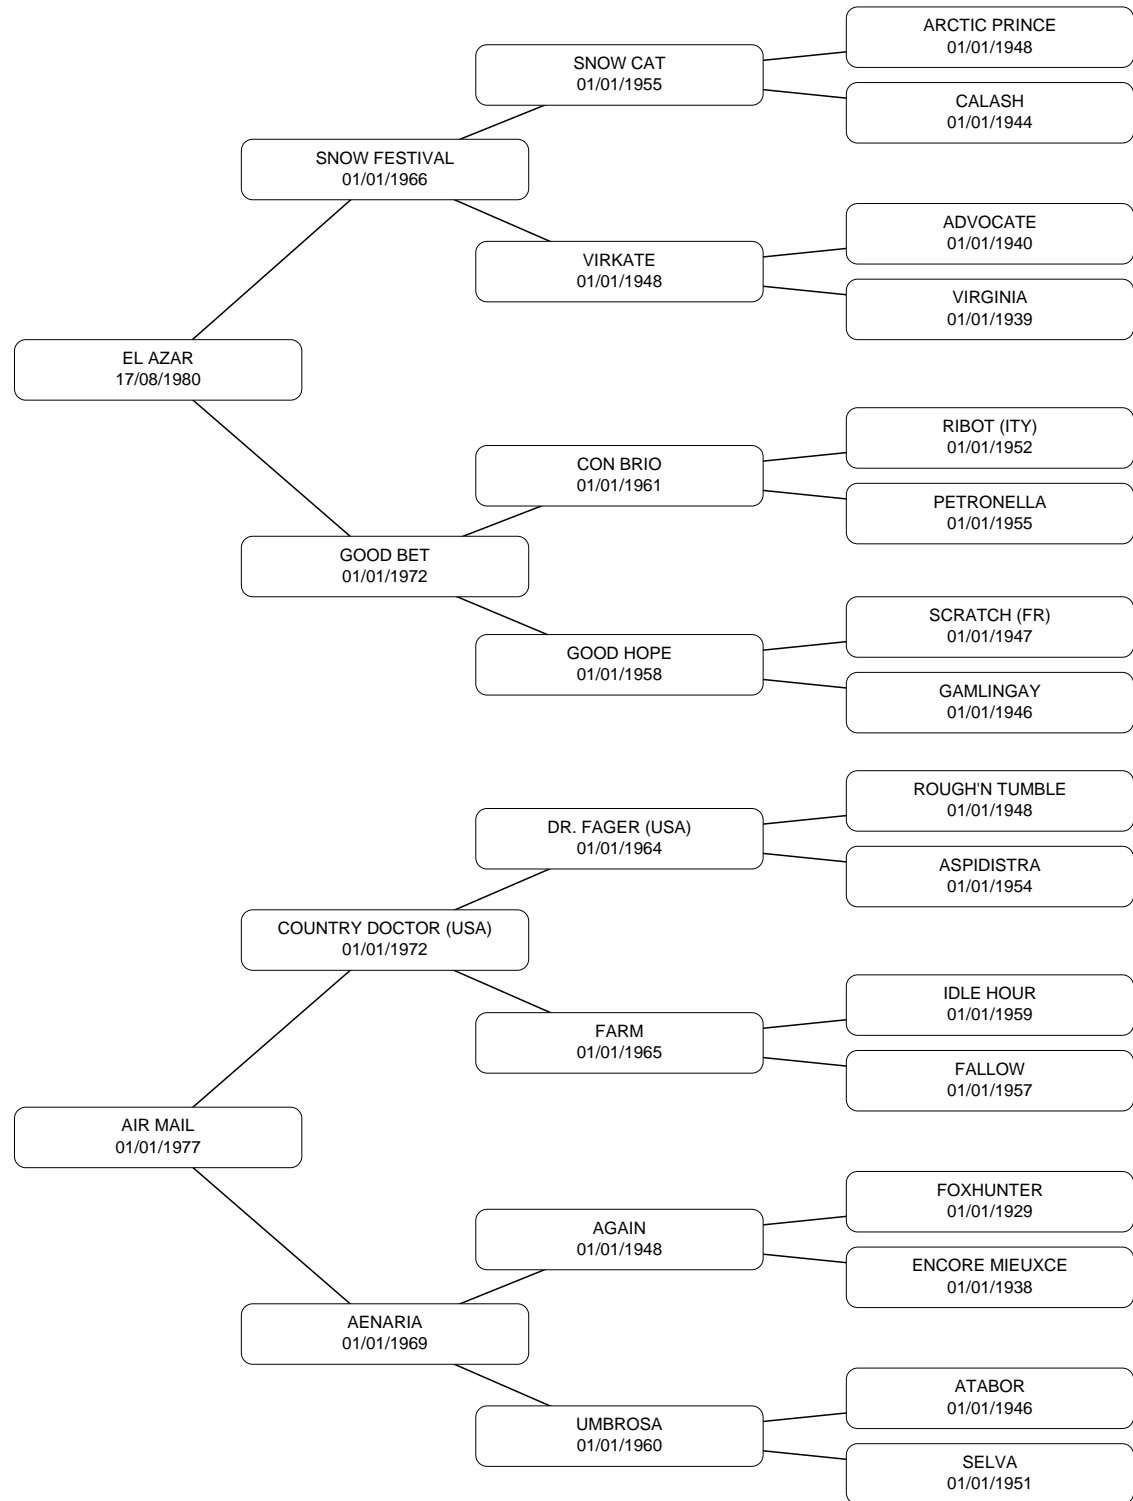 ARCTIC PRINCE
01/01/1948
SNOW CAT
01/01/1955
CALASH
01/01/1944
SNOW FESTIVAL
01/01/1966
ADVOCATE
01/01/1940
VIRKATE
01/01/1948
VIRGINIA
01/01/1939
EL AZAR
17/08/1980
RIBOT (ITY)
01/01/1952
CON BRIO
01/01/1961
PETRONELLA
01/01/1955
GOOD BET
01/01/1972
SCRATCH (FR)
01/01/1947
GOOD HOPE
01/01/1958
GAMLINGAY
01/01/1946
ROUGH'N TUMBLE
01/01/1948
DR. FAGER (USA)
01/01/1964
ASPIDISTRA
01/01/1954
COUNTRY DOCTOR (USA)
01/01/1972
IDLE HOUR
01/01/1959
FARM
01/01/1965
FALLOW
01/01/1957
AIR MAIL
01/01/1977
FOXHUNTER
01/01/1929
AGAIN
01/01/1948
ENCORE MIEUXCE
01/01/1938
AENARIA
01/01/1969
ATABOR
01/01/1946
UMBROSA
01/01/1960
SELVA
01/01/1951